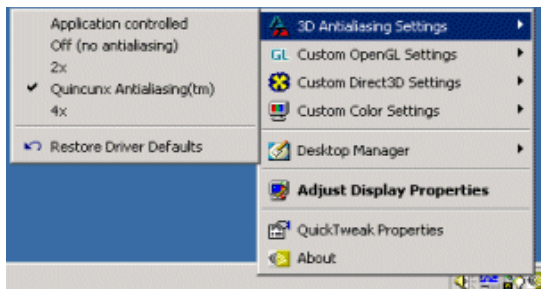 Application controlled
Off (no antialiasing)
2x
Quincunx Antialiasing(tm)
4x
Restore Driver Defaults
3D Antialiasing Settings
GL Custom OpenGL Settings
Custom Direct3D Settings
Custom Color Settings
Desktop Manager
Adjust Display Properties
QuickTweak Properties
About